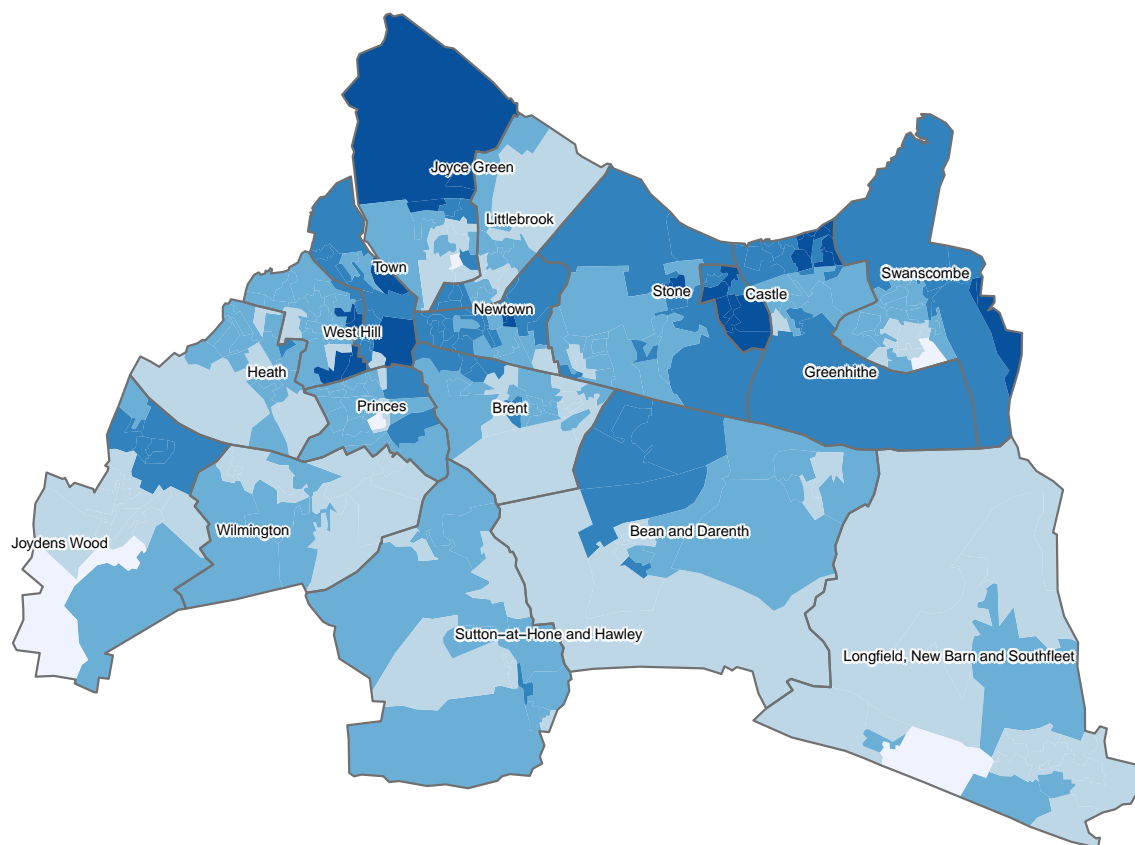 Joyce Green
Littlebrook
Town
Swanscombe
Stone
Castle
Newtown
West Hill
Heath
Greenhithe
Princes
Brent
Wilmington
Bean and Darenth
Joydens Wood
Sutton−at−Hone and Hawley
Longfield, New Barn and Southfleet